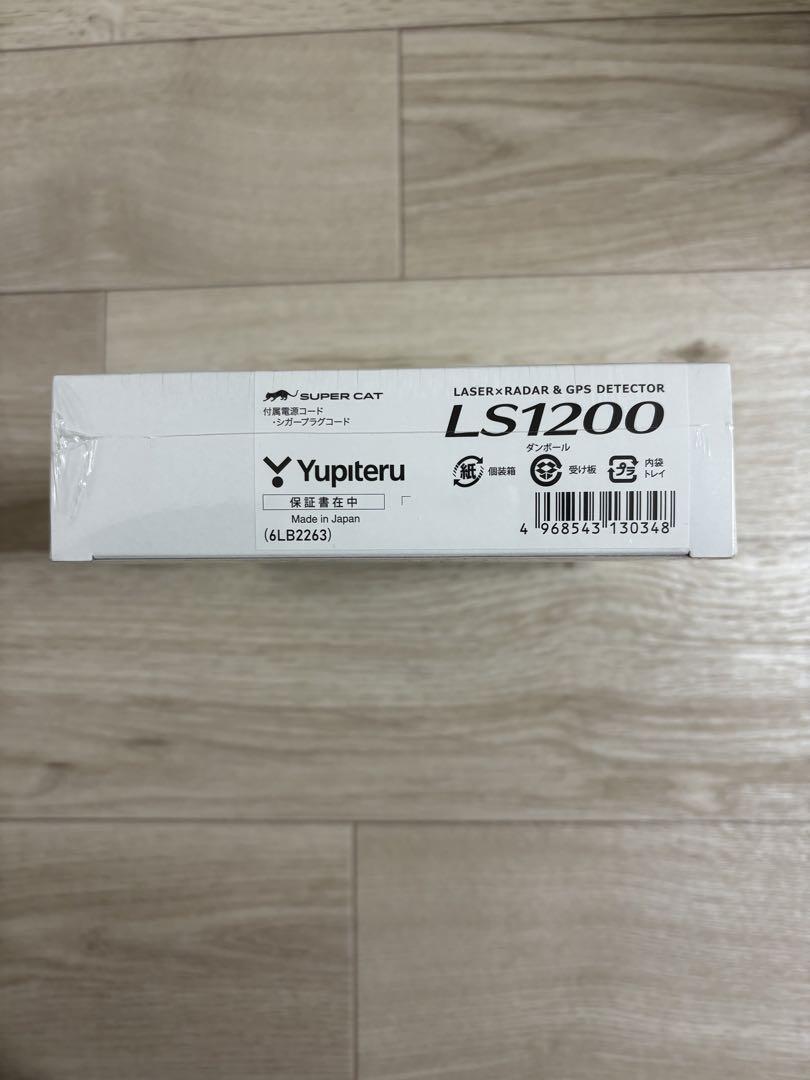 SUPER CAT
付属電源コード
・シガープラグコード
Yupiteru
保証書在中
Made in Japan
(6LB2263)
LASER×RADAR & GPS DETECTOR
LS1200
紙
個装箱
ダンボール
受け板
プラ
内袋
トレイ
4 968543 130348